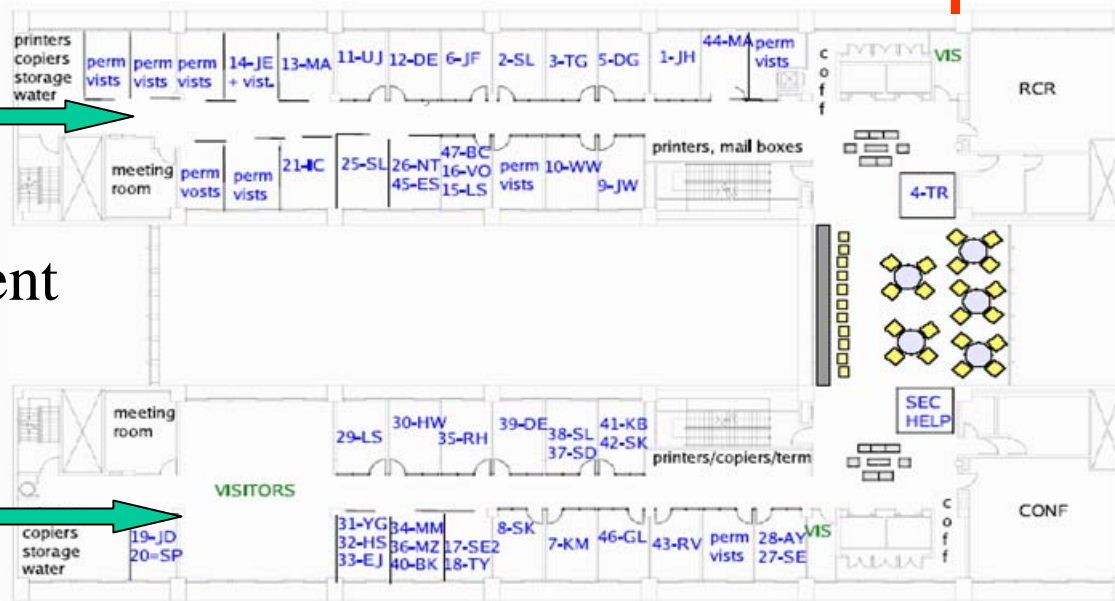 printers
copiers
storage
water
perm
vists
perm
vists
perm
vists
14-JE
+ vist.
13-MA
11-UJ
12-DE
6-JF
2-SL
3-TG
5-DG
1-JH
44-MA
perm
vists
c
o
f
f
VIS
RCR
meeting
room
perm
vosts
perm
vists
21-IC
25-SL
26-NT
45-ES
47-BC
16-VO
15-LS
perm
vists
10-WW
9-JW
printers, mail boxes
4-TR
ent
meeting
room
29-LS
30-HW
35-RH
39-DE
38-SL
37-SD
41-KB
42-SK
printers/copiers/term
SEC
HELP
VISITORS
copiers
storage
water
19-JD
20=SP
31-YG
32-HS
33-EJ
34-MM
36-MZ
40-BK
17-SE2
18-TY
8-SK
7-KM
46-GL
43-RV
perm
vists
28-AY
27-SE
VIS
c
o
f
f
CONF